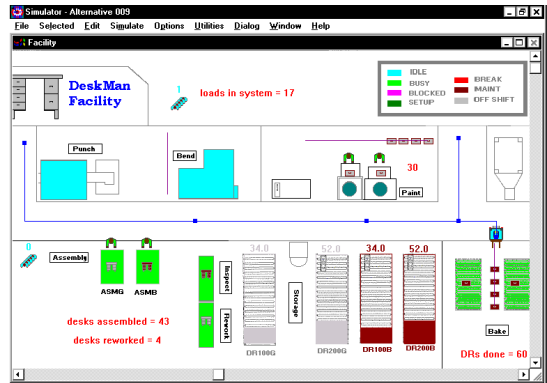 Simulator - Alternative 009
File Selected Edit Simulate Options Utilities Dialog Window Help
Facility
DeskMan
Facility
1
loads in system = 17
IDLE
BUSY
BLOCKED
SETUP
BREAK
MAINT
OFF SHIFT
Punch
Bend
30
Paint
0
Assembly
ASMG
ASMB
Inspect
Rework
34.0
52.0
34.0
52.0
Storage
DR100G
DR200G
DR100B
DR200B
Bake
desks assembled = 43
desks reworked = 4
DRs done = 60